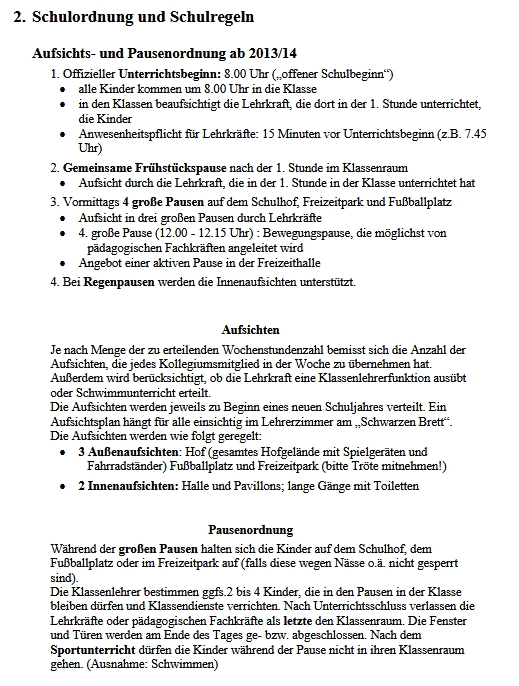 2. Schulordnung und Schulregeln
Aufsichts- und Pausenordnung ab 2013/14
1. Offizieller Unterrichtsbeginn: 8.00 Uhr („offener Schulbeginn“)
• alle Kinder kommen um 8.00 Uhr in die Klasse
• in den Klassen beaufsichtigt die Lehrkraft, die dort in der 1. Stunde unterrichtet,
die Kinder
• Anwesenheitspflicht für Lehrkräfte: 15 Minuten vor Unterrichtsbeginn (z.B. 7.45
Uhr)
2. Gemeinsame Frühstückspause nach der 1. Stunde im Klassenraum
• Aufsicht durch die Lehrkraft, die in der 1. Stunde in der Klasse unterrichtet hat
3. Vormittags 4 große Pausen auf dem Schulhof, Freizeitpark und Fußballplatz
• Aufsicht in drei großen Pausen durch Lehrkräfte
• 4. große Pause (12.00 - 12.15 Uhr) : Bewegungspause, die möglichst von
pädagogischen Fachkräften angeleitet wird
• Angebot einer aktiven Pause in der Freizeithalle
4. Bei Regenpausen werden die Innenaufsichten unterstützt.
Aufsichten
Je nach Menge der zu erteilenden Wochenstundenzahl bemisst sich die Anzahl der
Aufsichten, die jedes Kollegiumsmitglied in der Woche zu übernehmen hat.
Außerdem wird berücksichtigt, ob die Lehrkraft eine Klassenlehrerfunktion ausübt
oder Schwimmunterricht erteilt.
Die Aufsichten werden jeweils zu Beginn eines neuen Schuljahres verteilt. Ein
Aufsichtsplan hängt für alle einsichtig im Lehrerzimmer am „Schwarzen Brett“.
Die Aufsichten werden wie folgt geregelt:
• 3 Außenaufsichten: Hof (gesamtes Hofgelände mit Spielgeräten und
Fahrradständer) Fußballplatz und Freizeitpark (bitte Tröte mitnehmen!)
• 2 Innenaufsichten: Halle und Pavillons; lange Gänge mit Toiletten
Pausenordnung
Während der großen Pausen halten sich die Kinder auf dem Schulhof, dem
Fußballplatz oder im Freizeitpark auf (falls diese wegen Nässe o.ä. nicht gesperrt
sind).
Die Klassenlehrer bestimmen ggfs.2 bis 4 Kinder, die in den Pausen in der Klasse
bleiben dürfen und Klassendienste verrichten. Nach Unterrichtsschluss verlassen die
Lehrkräfte oder pädagogischen Fachkräfte als letzte den Klassenraum. Die Fenster
und Türen werden am Ende des Tages ge- bzw. abgeschlossen. Nach dem
Sportunterricht dürfen die Kinder während der Pause nicht in ihren Klassenraum
gehen. (Ausnahme: Schwimmen)